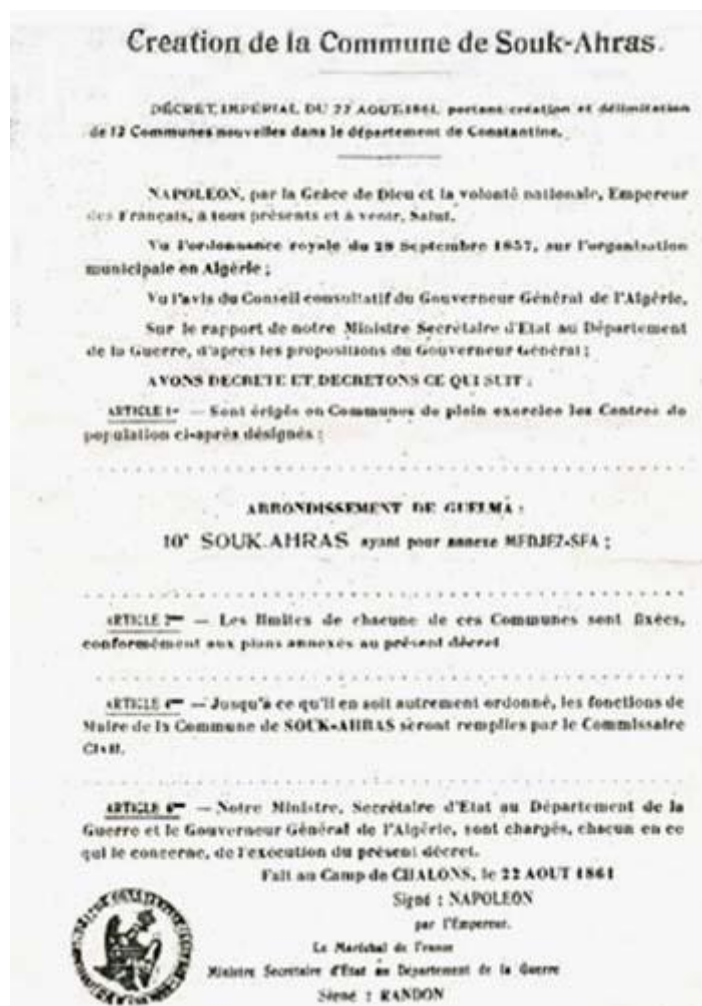 Creation de la Commune de Souk-Ahras.
DÉCRET IMPÉRIAL DU 22 AOUT 1861, portant création et délimitation
de 12 Communes nouvelles dans le département de Constantine.
NAPOLEON, par la Grâce de Dieu et la volonté nationale, Empereur
des Français, à tous présents et à venir, Salut.
Vu l'ordonnance royale du 28 Septembre 1857, sur l'organisation
municipale en Algérie ;
Vu l'avis du Conseil consultatif du Gouverneur Général de l'Algérie,
Sur le rapport de notre Ministre Secrétaire d'Etat au Département
de la Guerre, d'après les propositions du Gouverneur Général ;
AVONS DECRETE ET DECRETONS CE QUI SUIT :
ARTICLE 1er — Sont érigés en Communes de plein exercice les Centres de
population ci-après désignés :
ARRONDISSEMENT DE GUELMA :
10° SOUK-AHRAS ayant pour annexe MEDJEZ-SFA ;
ARTICLE 2me — Les limites de chacune de ces Communes sont fixées,
conformément aux plans annexés au présent décret
ARTICLE — Jusqu'à ce qu'il en soit autrement ordonné, les fonctions de
Maire de la Commune de SOUK-AHRAS seront remplies par le Commissaire
Civil.
ARTICLE 6me — Notre Ministre, Secrétaire d'Etat au Département de la
Guerre et le Gouverneur Général de l'Algérie, sont chargés, chacun en ce
qui le concerne, de l'exécution du présent décret.
Fait au Camp de CHALONS, le 22 AOUT 1861
Signé : NAPOLEON
par l'Empereur.
Le Maréchal de France
Ministre Secretaire d'Etat au Departement de la Guerre
Signé : RANDON